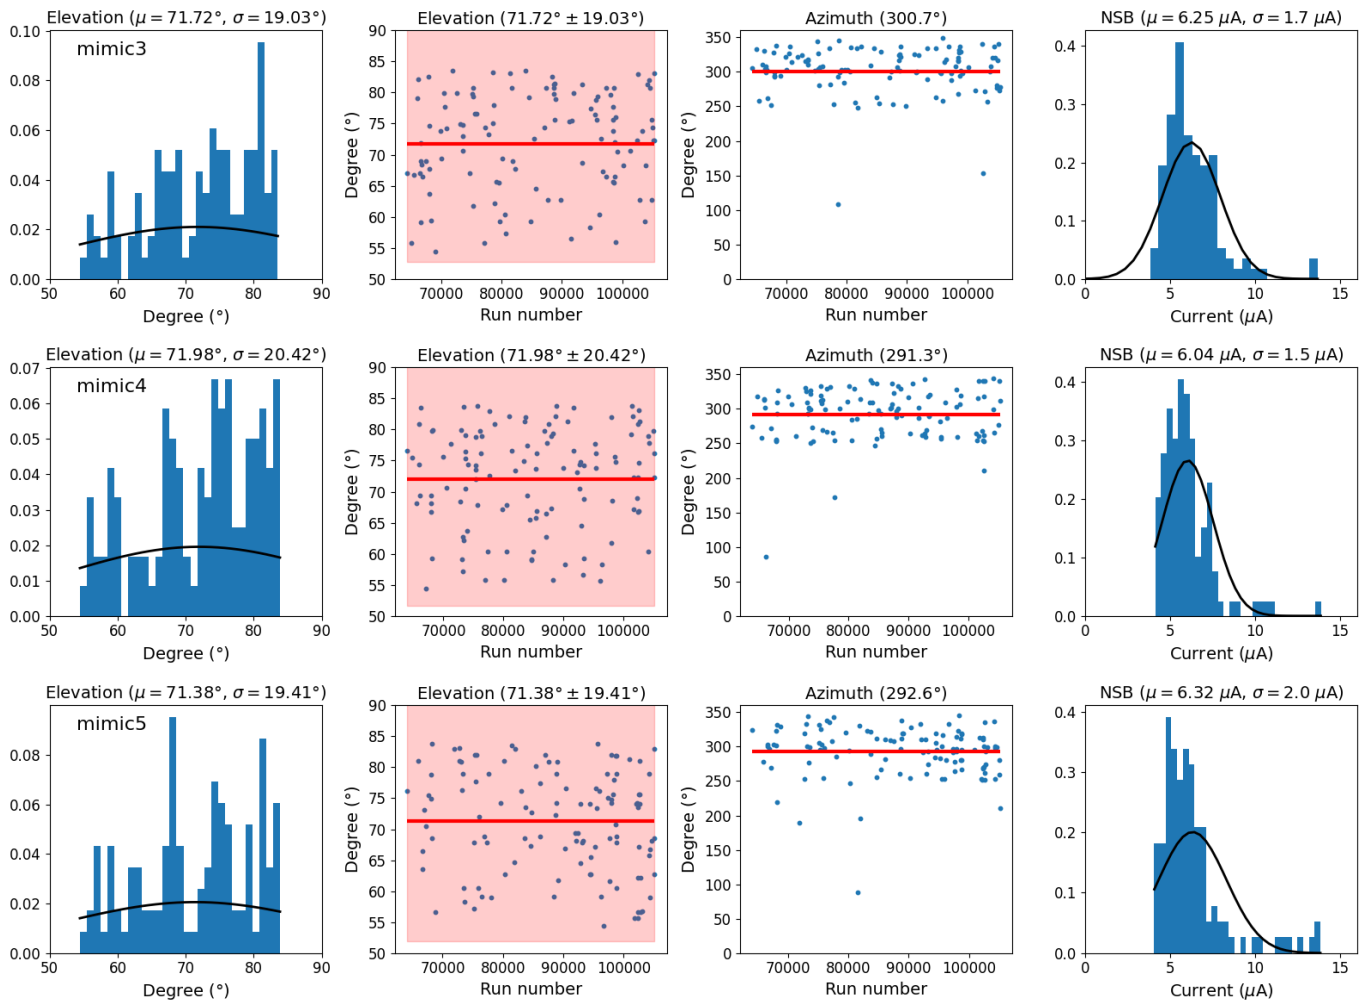 Elevation (μ = 71.72°, σ = 19.03°)
mimic3
0.10
0.08
0.06
0.04
0.02
0.00
50 60 70 80 90
Degree (°)
Elevation (71.72° ± 19.03°)
Degree (°)
90
85
80
75
70
65
60
55
50
70000 80000 90000 100000
Run number
Azimuth (300.7°)
Degree (°)
350
300
250
200
150
100
50
0
70000 80000 90000 100000
Run number
NSB (μ = 6.25 μA, σ = 1.7 μA)
0.4
0.3
0.2
0.1
0.0
0 5 10 15
Current (μA)
Elevation (μ = 71.98°, σ = 20.42°)
mimic4
0.07
0.06
0.05
0.04
0.03
0.02
0.01
0.00
50 60 70 80 90
Degree (°)
Elevation (71.98° ± 20.42°)
Degree (°)
90
85
80
75
70
65
60
55
50
70000 80000 90000 100000
Run number
Azimuth (291.3°)
Degree (°)
350
300
250
200
150
100
50
0
70000 80000 90000 100000
Run number
NSB (μ = 6.04 μA, σ = 1.5 μA)
0.4
0.3
0.2
0.1
0.0
0 5 10 15
Current (μA)
Elevation (μ = 71.38°, σ = 19.41°)
mimic5
0.08
0.06
0.04
0.02
0.00
50 60 70 80 90
Degree (°)
Elevation (71.38° ± 19.41°)
Degree (°)
90
85
80
75
70
65
60
55
50
70000 80000 90000 100000
Run number
Azimuth (292.6°)
Degree (°)
350
300
250
200
150
100
50
0
70000 80000 90000 100000
Run number
NSB (μ = 6.32 μA, σ = 2.0 μA)
0.4
0.3
0.2
0.1
0.0
0 5 10 15
Current (μA)